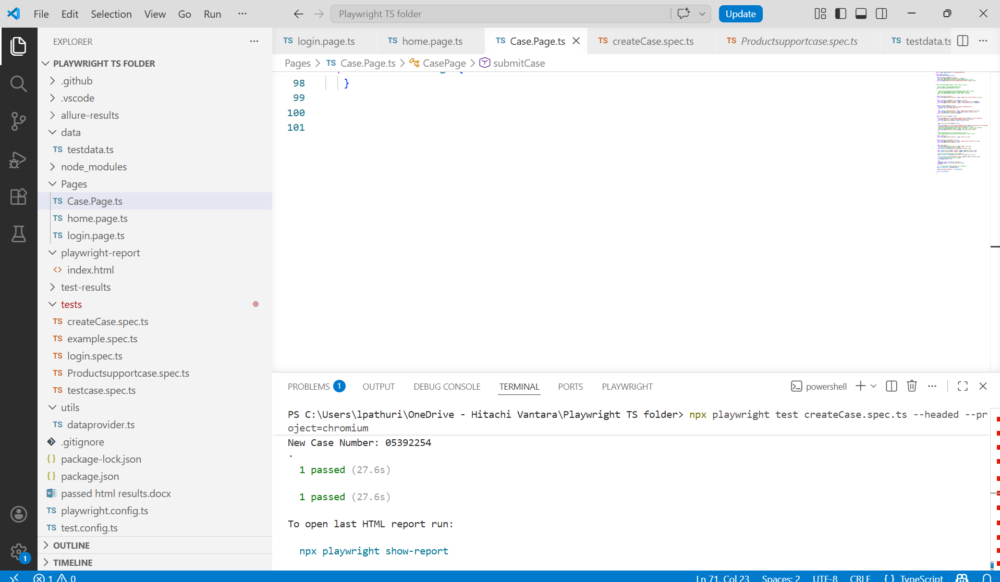 File Edit Selection View Go Run ···
Playwright TS folder
Update
EXPLORER
PLAYWRIGHT TS FOLDER
.github
.vscode
allure-results
data
TS testdata.ts
node_modules
Pages
TS Case.Page.ts
TS home.page.ts
TS login.page.ts
playwright-report
<> index.html
test-results
tests
TS createCase.spec.ts
TS example.spec.ts
TS login.spec.ts
TS Productsupportcase.spec.ts
TS testcase.spec.ts
utils
TS dataprovider.ts
.gitignore
{} package-lock.json
{} package.json
passed html results.docx
TS playwright.config.ts
TS test.config.ts
OUTLINE
TIMELINE
1
TS login.page.ts
TS home.page.ts
TS Case.Page.ts
TS createCase.spec.ts
TS Productsupportcase.spec.ts
TS testdata.ts
Pages > TS Case.Page.ts > CasePage > submitCase
98 }
99
100
101
PROBLEMS 1 OUTPUT DEBUG CONSOLE TERMINAL PORTS PLAYWRIGHT
powershell
PS C:\Users\lpathuri\OneDrive - Hitachi Vantara\Playwright TS folder> npx playwright test createCase.spec.ts --headed --pr
oject=chromium
New Case Number: 05392254
·
1 passed (27.6s)
1 passed (27.6s)
To open last HTML report run:
npx playwright show-report
1 0
Ln 71, Col 23 Spaces: 2 UTF-8 CRLF {} TypeScript